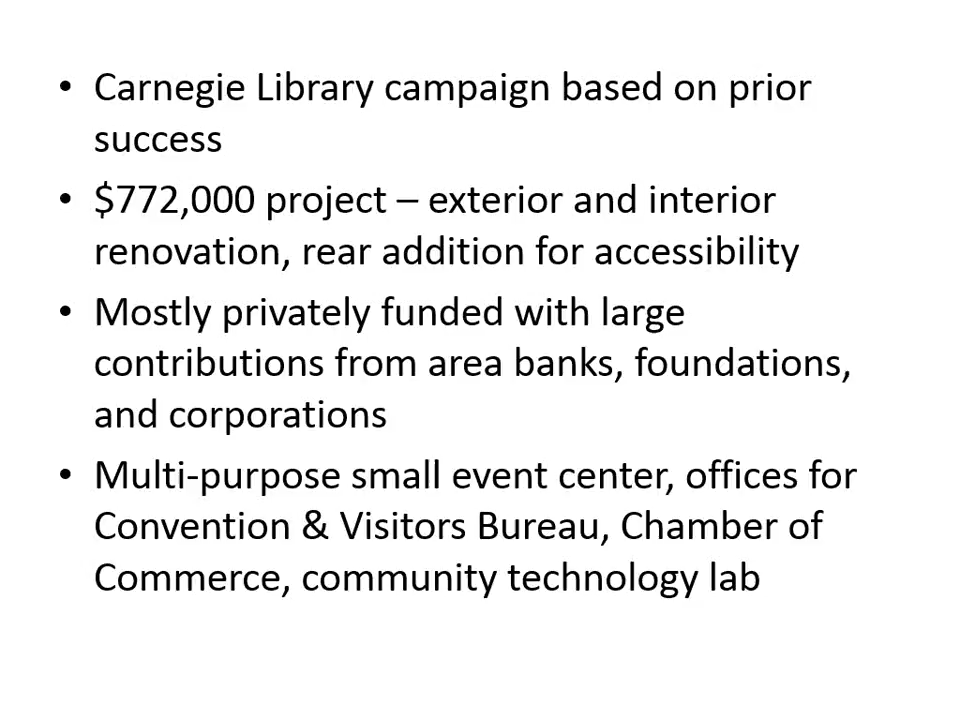 • Carnegie Library campaign based on prior
success
• $772,000 project – exterior and interior
renovation, rear addition for accessibility
• Mostly privately funded with large
contributions from area banks, foundations,
and corporations
• Multi-purpose small event center, offices for
Convention & Visitors Bureau, Chamber of
Commerce, community technology lab